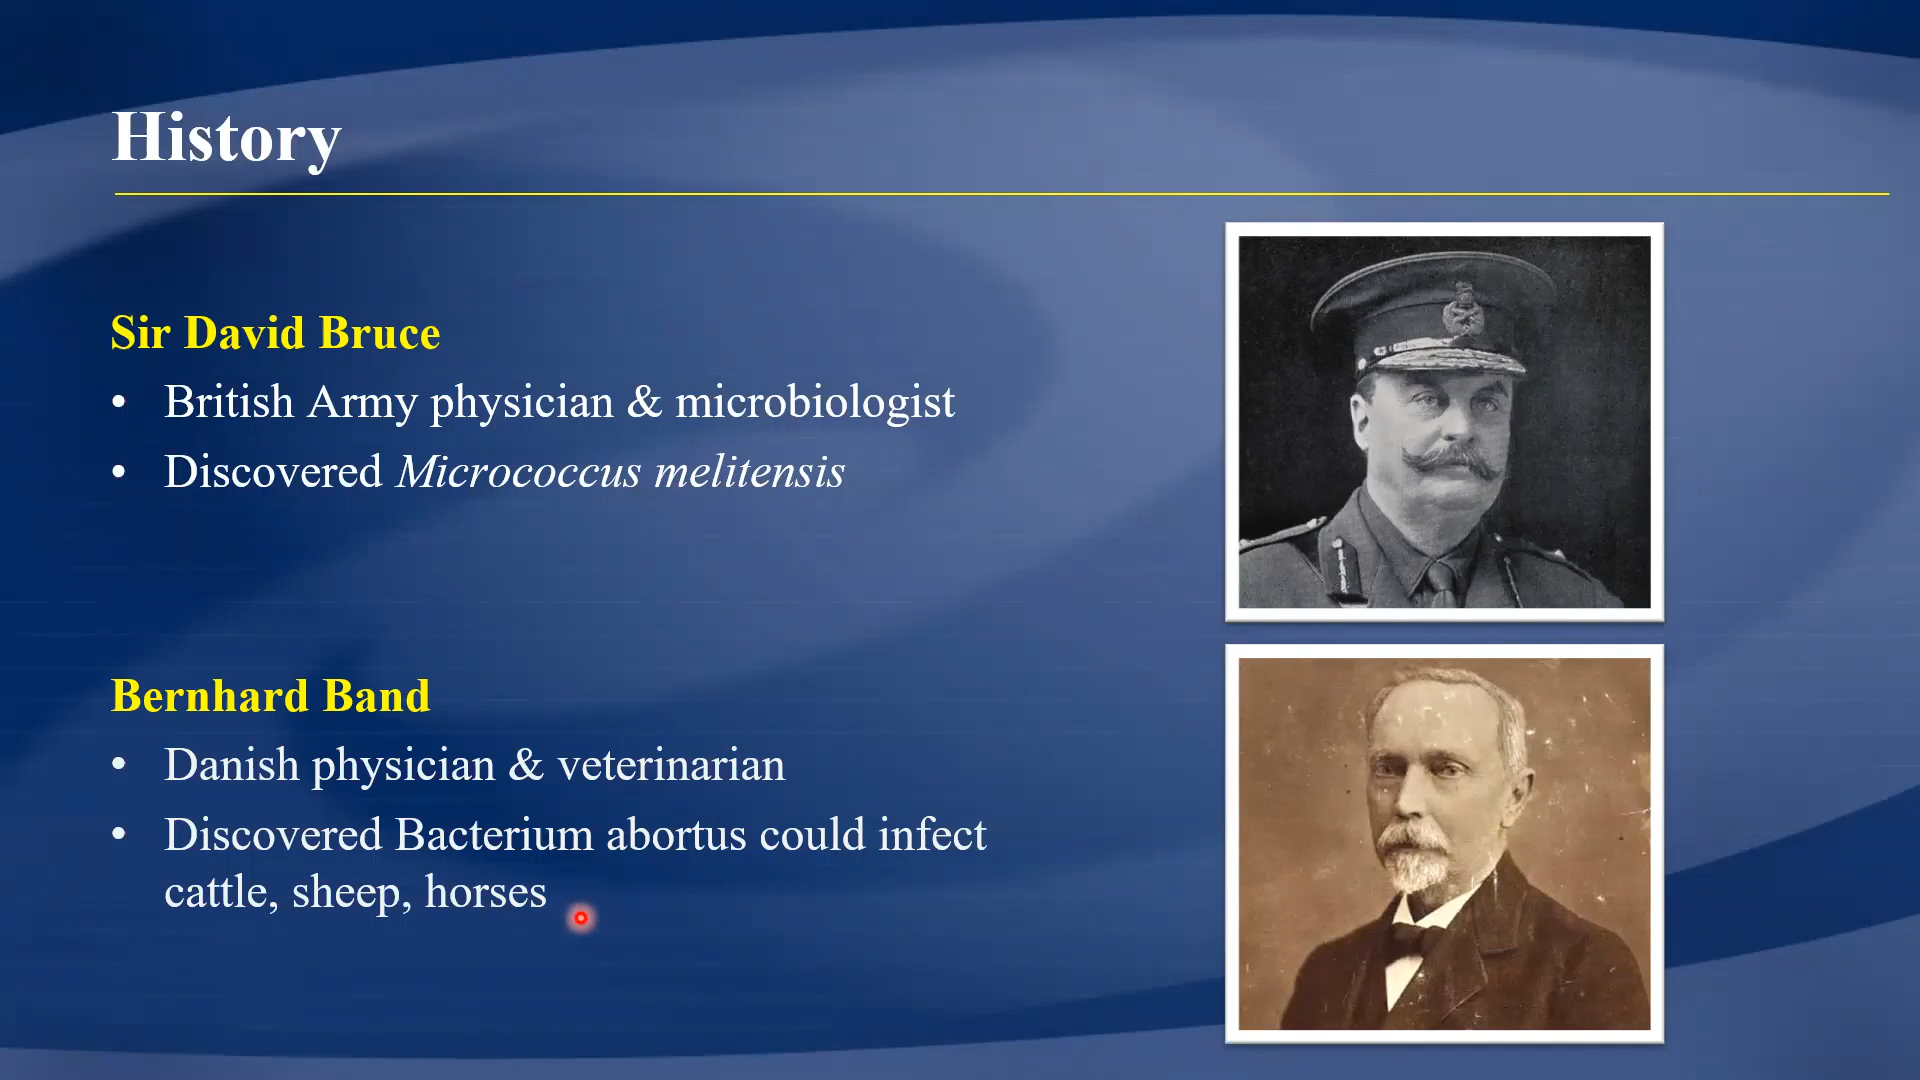 History
Sir David Bruce
• British Army physician & microbiologist
• Discovered Micrococcus melitensis
Bernhard Band
• Danish physician & veterinarian
• Discovered Bacterium abortus could infect
cattle, sheep, horses